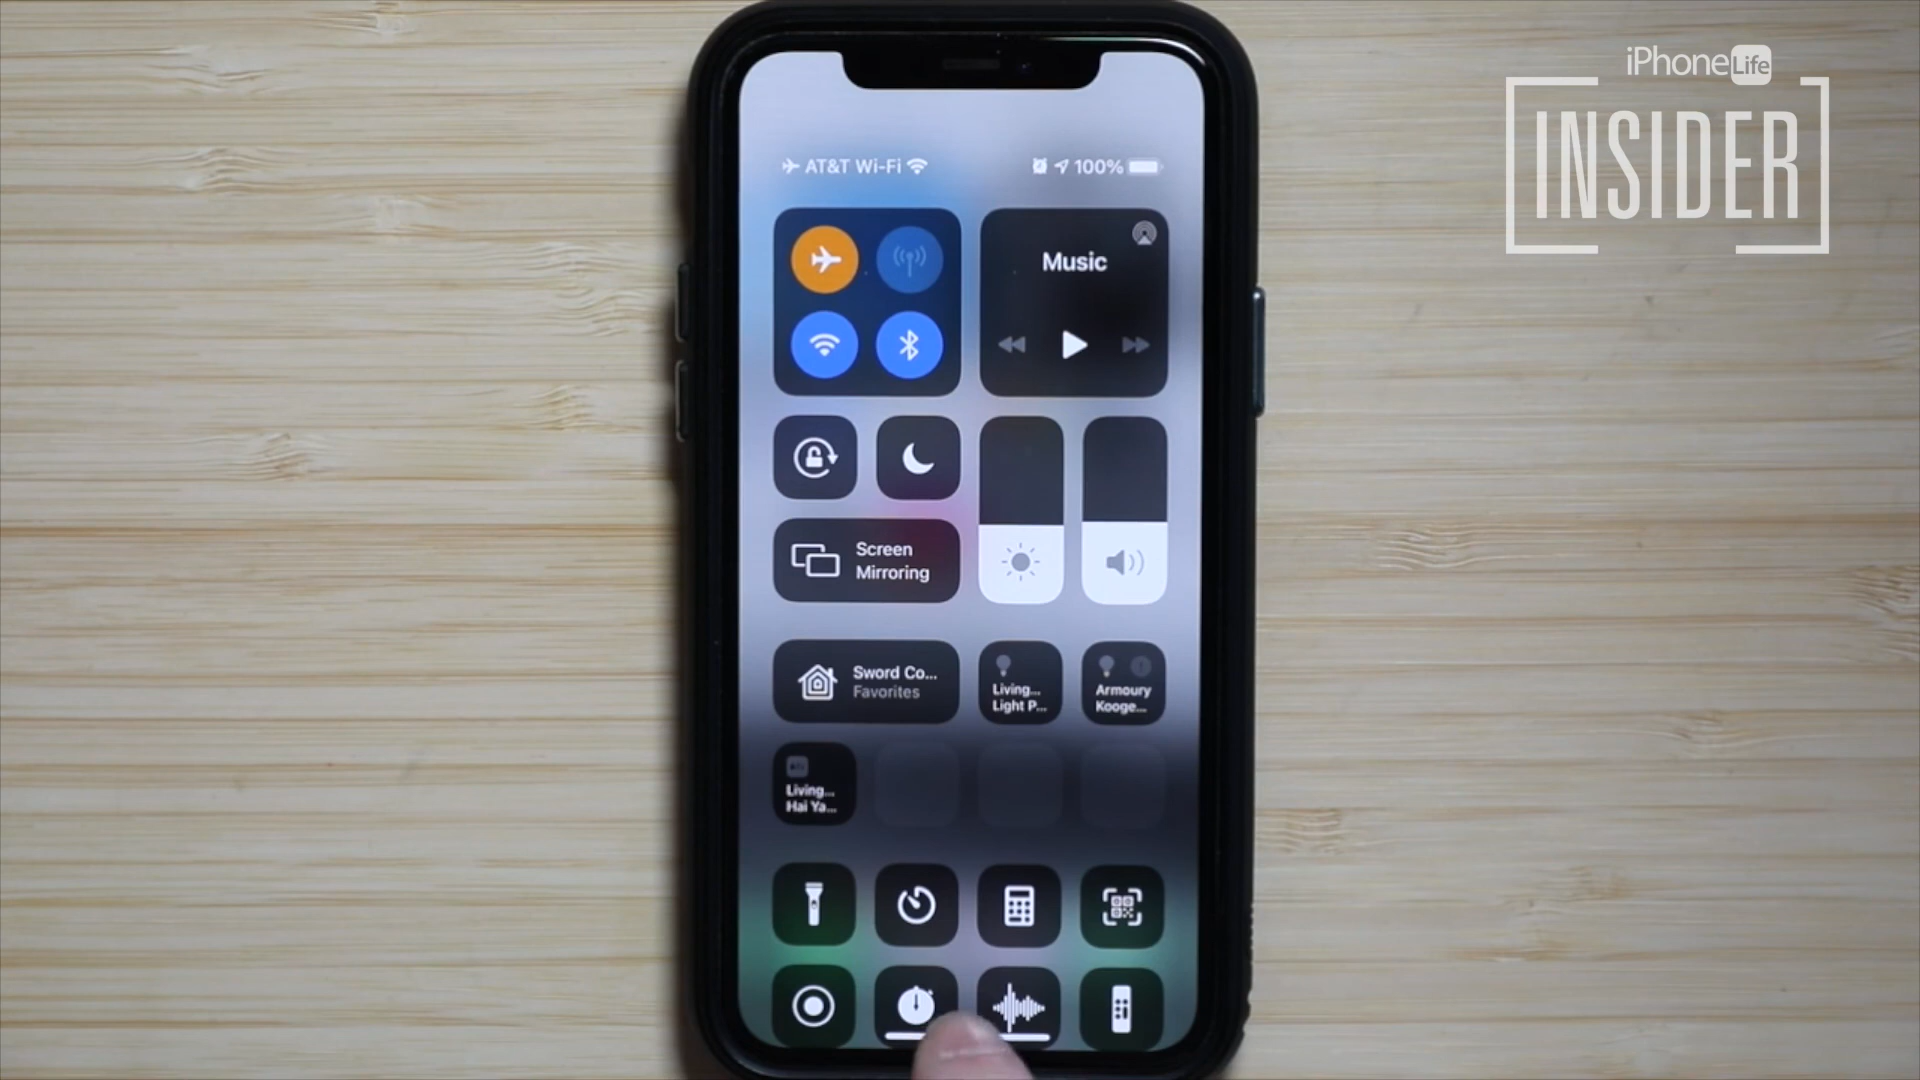 iPhoneLife
INSIDER
AT&T Wi-Fi
100%
Music
Screen
Mirroring
Sword Co...
Favorites
Living...
Light P...
Armoury
Kooge...
Living...
Hai Ya...